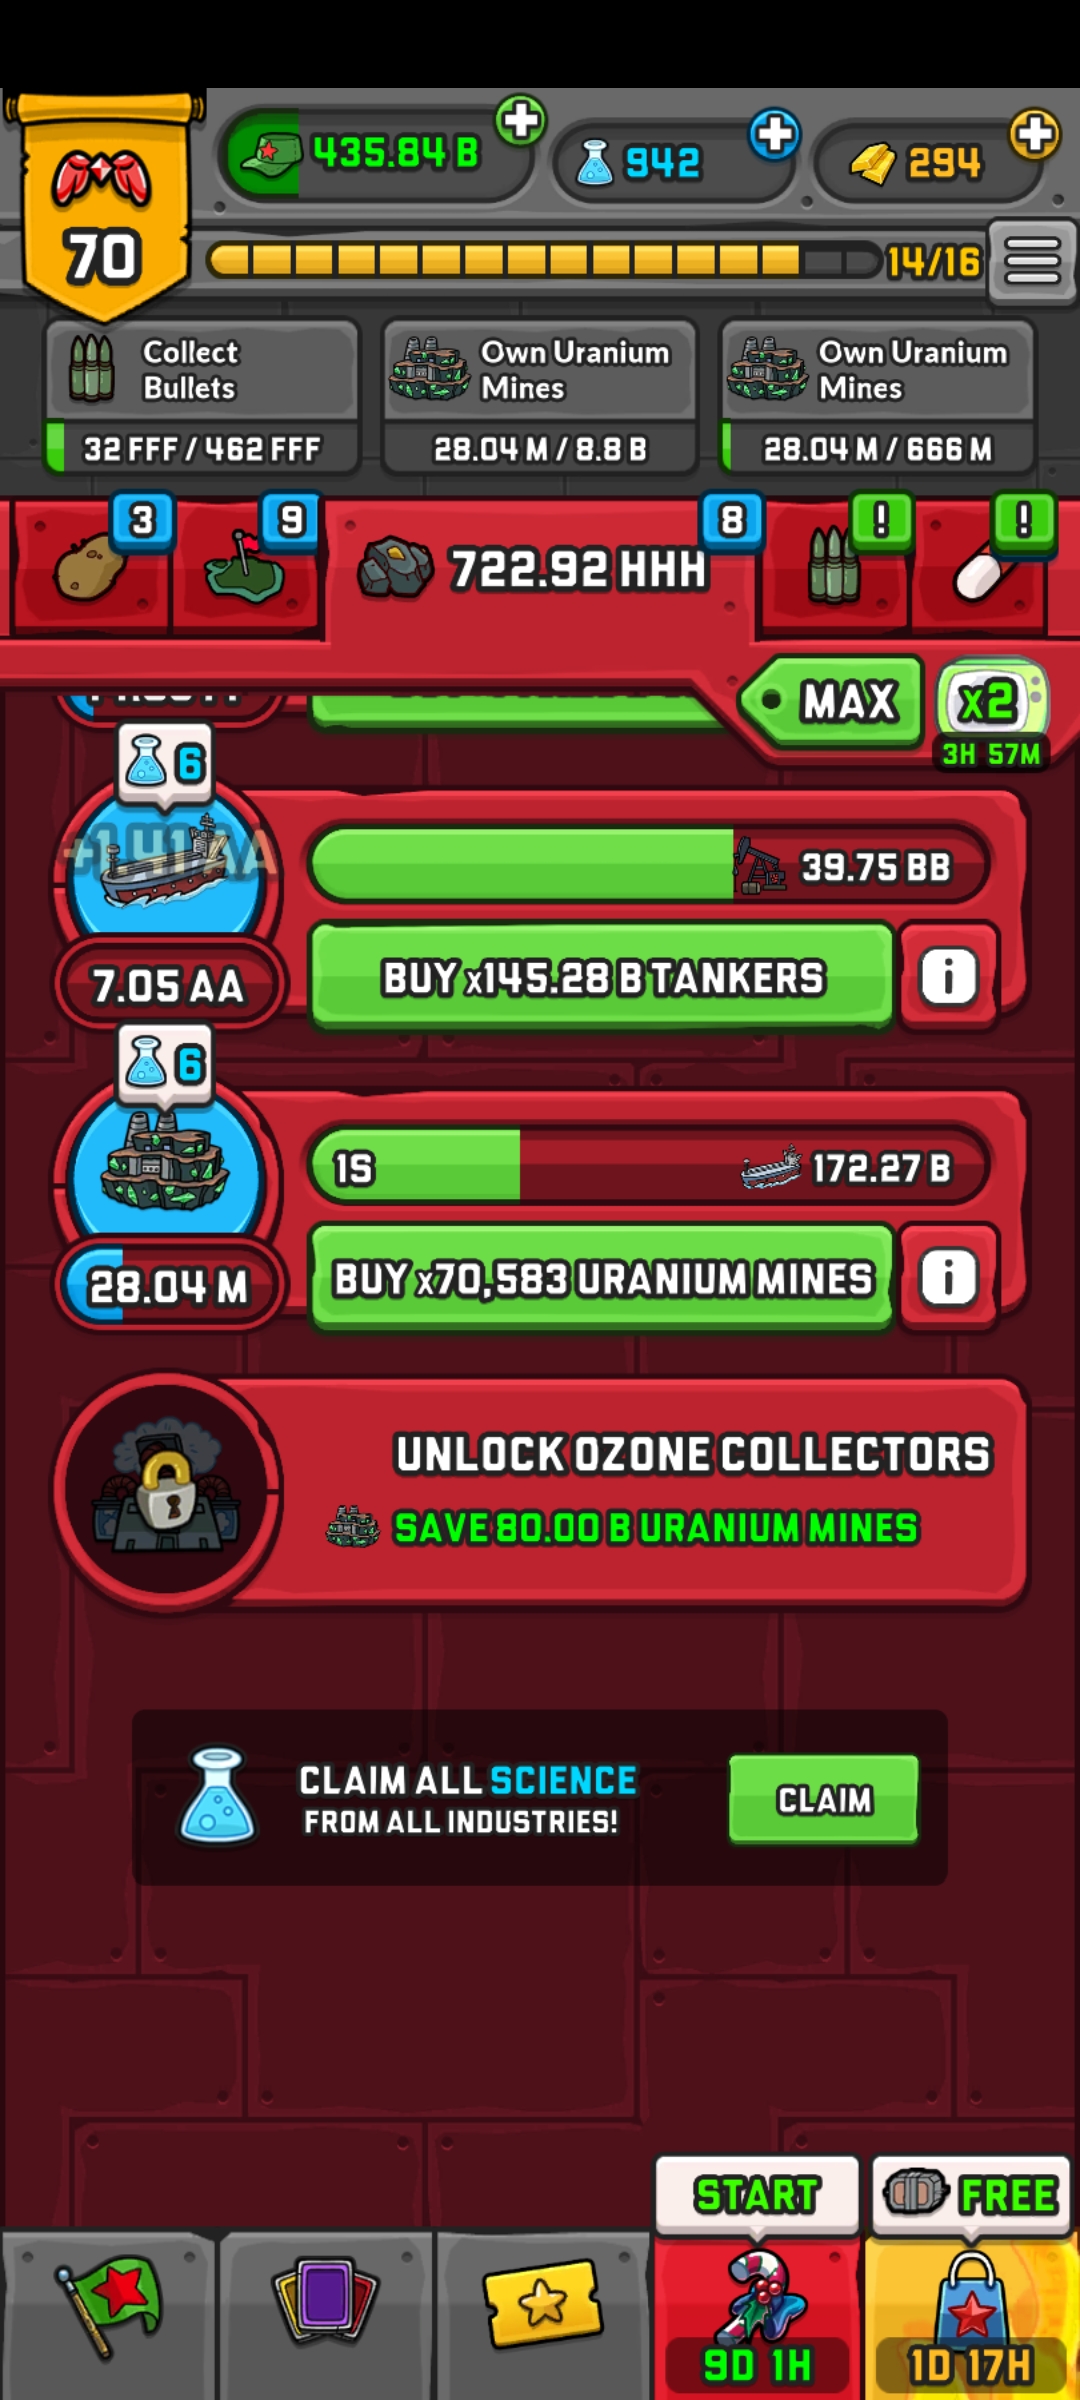 435.84 B
942
294
70
14/16
Collect
Bullets
32 FFF / 462 FFF
Own Uranium
Mines
28.04 M / 8.8 B
Own Uranium
Mines
28.04 M / 666 M
3
9
722.92 HHH
8
!
!
MAX
x2
3H 57M
6
+1.41 AA
39.75 BB
7.05 AA
BUY x145.28 B TANKERS
i
6
1S
172.27 B
28.04 M
BUY x70,583 URANIUM MINES
i
UNLOCK OZONE COLLECTORS
SAVE 80.00 B URANIUM MINES
CLAIM ALL SCIENCE
FROM ALL INDUSTRIES!
CLAIM
START
FREE
9D 1H
1D 17H